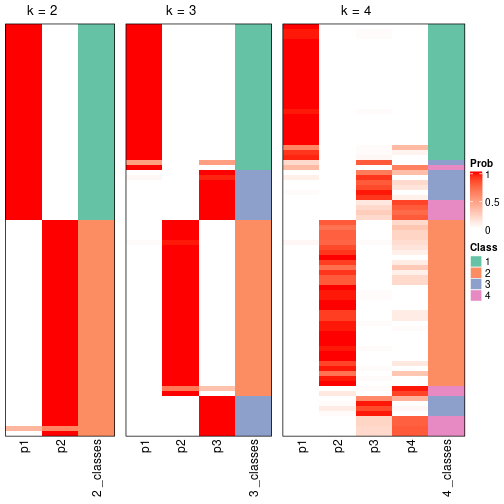 k = 2
k = 3
k = 4
p1
p2
2_classes
p1
p2
p3
3_classes
p1
p2
p3
p4
4_classes
Prob
1
0.5
0
Class
1
2
3
4